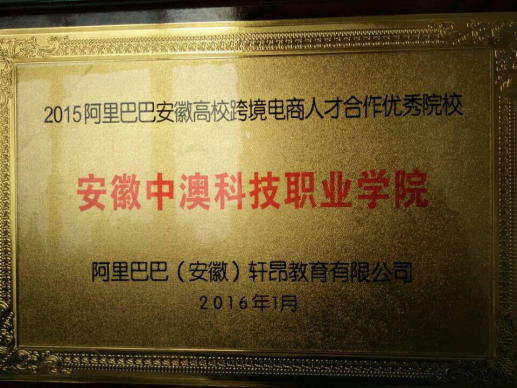 2015阿里巴巴安徽高校跨境电商人才合作优秀院校
安徽中澳科技职业学院
阿里巴巴（安徽）轩昂教育有限公司
2016年1月